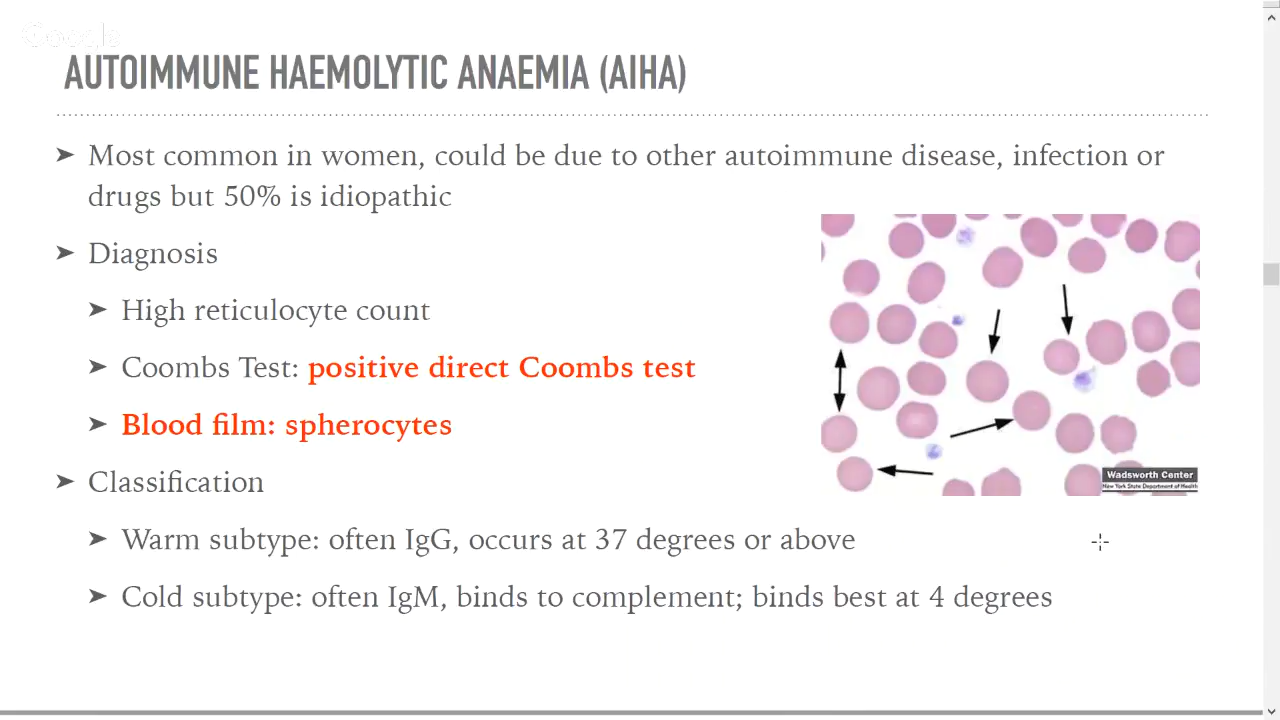 AUTOIMMUNE HAEMOLYTIC ANAEMIA (AIHA)
➤ Most common in women, could be due to other autoimmune disease, infection or
drugs but 50% is idiopathic
➤ Diagnosis
➤ High reticulocyte count
➤ Coombs Test: positive direct Coombs test
➤ Blood film: spherocytes
➤ Classification
Wadsworth Center
New York State Department of Health
➤ Warm subtype: often IgG, occurs at 37 degrees or above
➤ Cold subtype: often IgM, binds to complement; binds best at 4 degrees